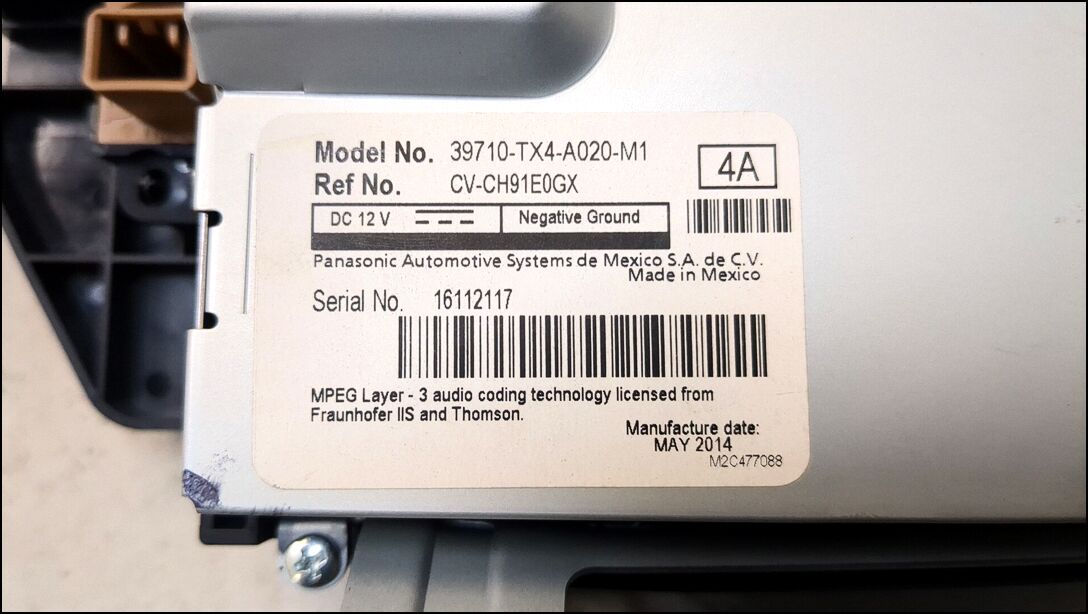 Model No. 39710-TX4-A020-M1
Ref No. CV-CH91E0GX
4A
DC 12 V Negative Ground
Panasonic Automotive Systems de Mexico S.A. de C.V.
Made in Mexico
Serial No. 16112117
MPEG Layer - 3 audio coding technology licensed from
Fraunhofer IIS and Thomson.
Manufacture date:
MAY 2014
M2C477088